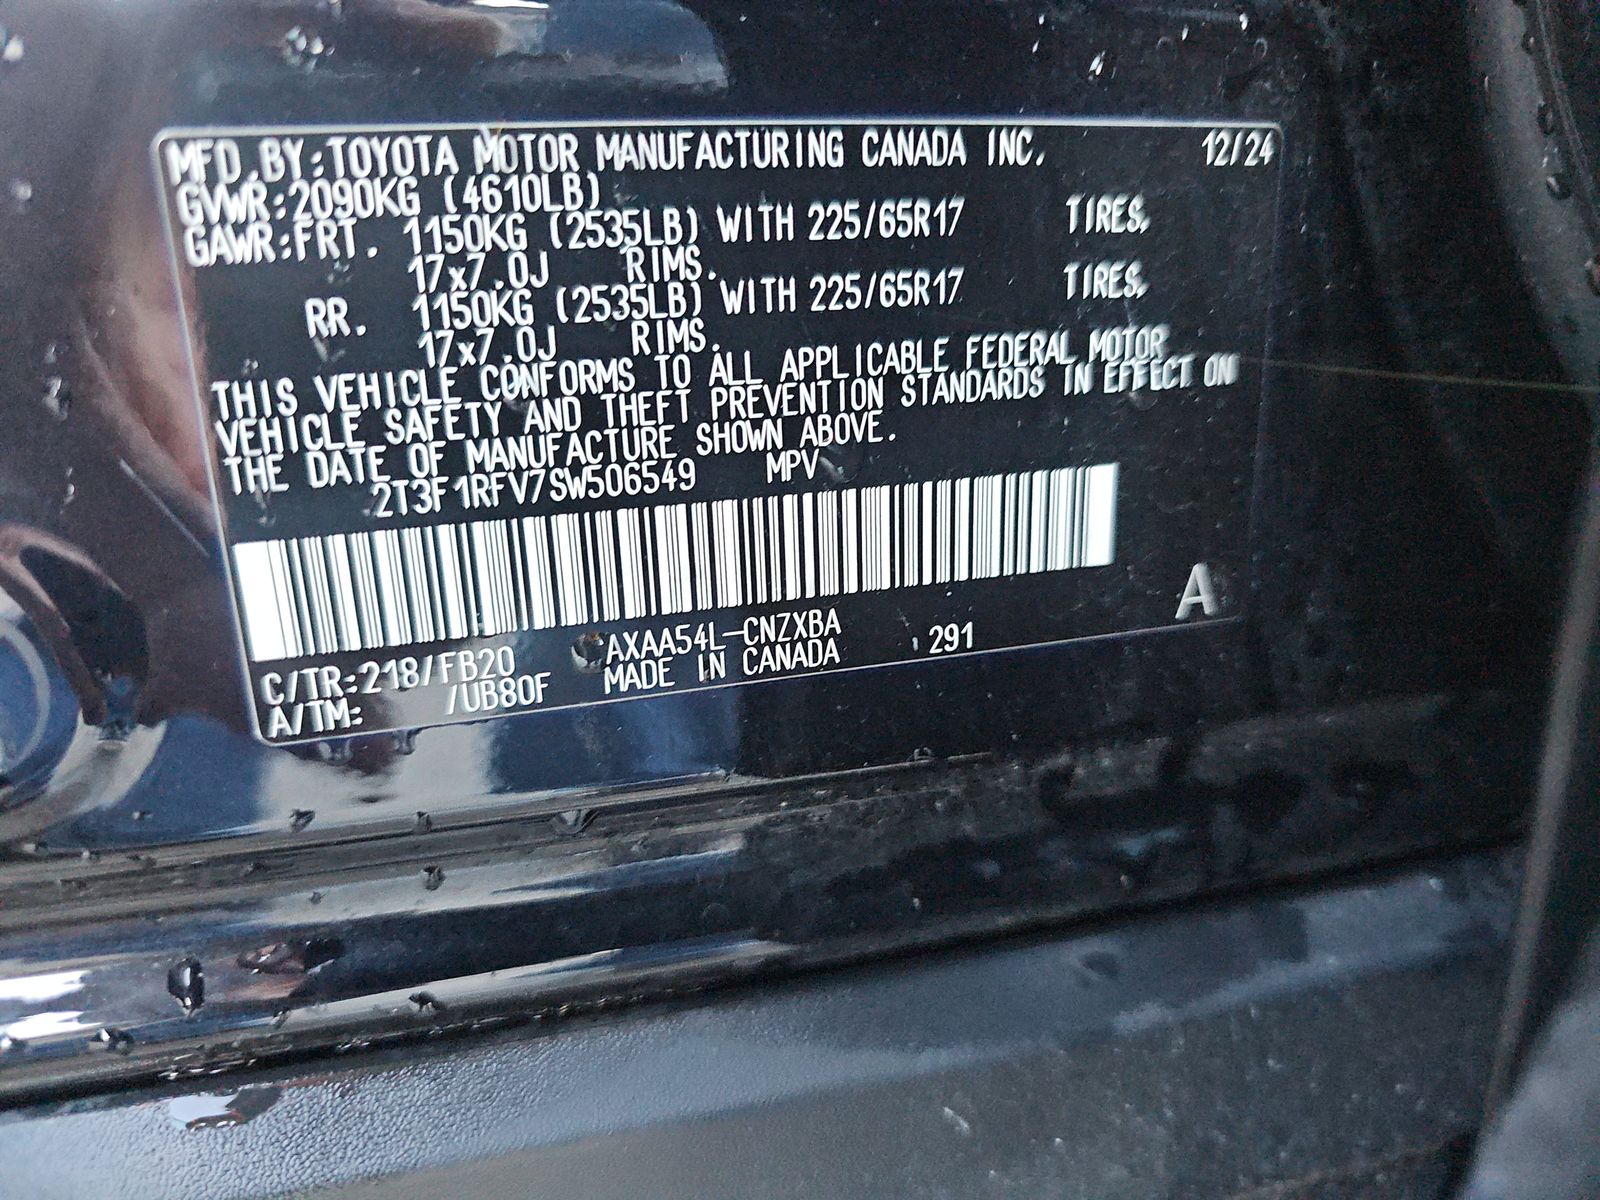 MFD.BY:TOYOTA MOTOR MANUFACTURING CANADA INC. 12/24
GVWR:2090KG (4610LB)
GAWR:FRT. 1150KG (2535LB) WITH 225/65R17 TIRES,
17x7.0J RIMS.
RR. 1150KG (2535LB) WITH 225/65R17 TIRES,
17x7.0J RIMS.
THIS VEHICLE CONFORMS TO ALL APPLICABLE FEDERAL MOTOR
VEHICLE SAFETY AND THEFT PREVENTION STANDARDS IN EFFECT ON
THE DATE OF MANUFACTURE SHOWN ABOVE.
2T3F1RFV7SW506549 MPV
A
C/TR:218/FB20 AXAA54L-CNZXBA 291
A/TM: /UB80F MADE IN CANADA